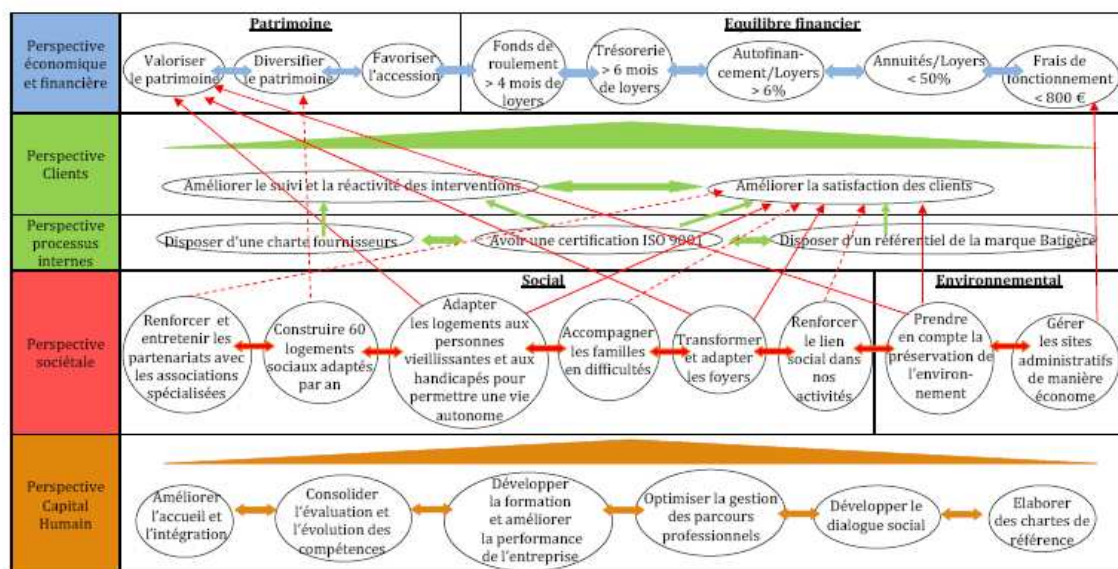 Patrimoine
Equilibre financier
Perspective
économique
et financière
Valoriser
le patrimoine
Diversifier
le patrimoine
Favoriser
l'accession
Fonds de
roulement
> 4 mois de
loyers
Trésorerie
> 6 mois
de loyers
Autofinan-
cement/Loyers
> 6%
Annuités/Loyers
< 50%
Frais de
fonctionnement
< 800 €
Perspective
Clients
Améliorer le suivi et la réactivité des interventions
Améliorer la satisfaction des clients
Perspective
processus
internes
Disposer d'une charte fournisseurs
Avoir une certification ISO 9001
Disposer d'un référentiel de la marque Batigère
Social
Environnemental
Perspective
sociétale
Renforcer et
entretenir les
partenariats avec
les associations
spécialisées
Construire 60
logements
sociaux adaptés
par an
Adapter
les logements aux
personnes
vieillissantes et aux
handicapés pour
permettre une vie
autonome
Accompagner
les familles
en difficultés
Transformer
et adapter
les foyers
Renforcer
le lien
social dans
nos
activités
Prendre
en compte la
préservation de
l'environ-
nement
Gérer
les sites
administratifs
de manière
économe
Perspective
Capital
Humain
Améliorer
l'accueil et
l'intégration
Consolider
l'évaluation et
l'évolution des
compétences
Développer
la formation
et améliorer
la performance
de l'entreprise
Optimiser la gestion
des parcours
professionnels
Développer le
dialogue social
Elaborer
des chartes de
référence